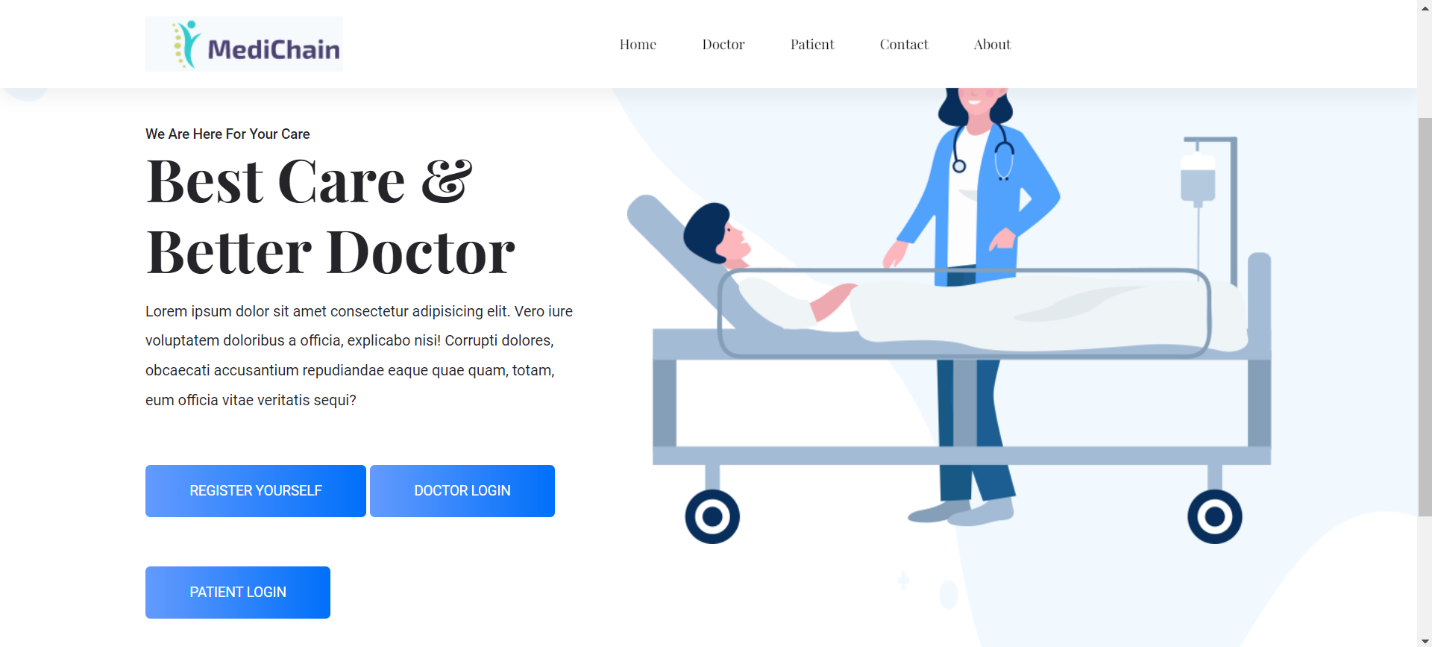 MediChain
Home Doctor Patient Contact About
We Are Here For Your Care
Best Care &
Better Doctor
Lorem ipsum dolor sit amet consectetur adipisicing elit. Vero iure
voluptatem doloribus a officia, explicabo nisi! Corrupti dolores,
obcaecati accusantium repudiandae eaque quae quam, totam,
eum officia vitae veritatis sequi?
REGISTER YOURSELF DOCTOR LOGIN
PATIENT LOGIN